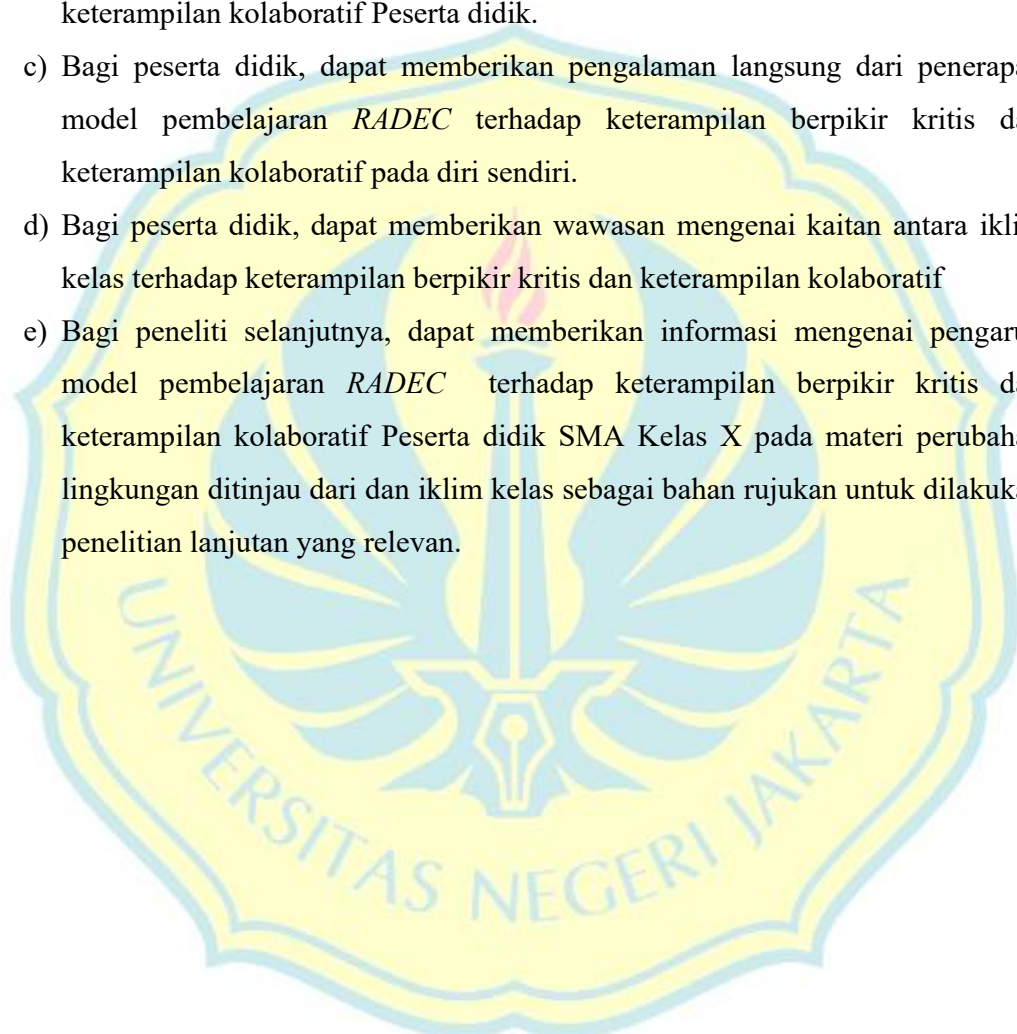 keterampilan kolaboratif Peserta didik.
c) Bagi peserta didik, dapat memberikan pengalaman langsung dari penerapa
model pembelajaran RADEC terhadap keterampilan berpikir kritis da
keterampilan kolaboratif pada diri sendiri.
d) Bagi peserta didik, dapat memberikan wawasan mengenai kaitan antara ikli
kelas terhadap keterampilan berpikir kritis dan keterampilan kolaboratif
e) Bagi peneliti selanjutnya, dapat memberikan informasi mengenai pengaru
model pembelajaran RADEC terhadap keterampilan berpikir kritis da
keterampilan kolaboratif Peserta didik SMA Kelas X pada materi perubaha
lingkungan ditinjau dari dan iklim kelas sebagai bahan rujukan untuk dilakuka
penelitian lanjutan yang relevan.
UNIVERSITAS NEGERI JAKARTA